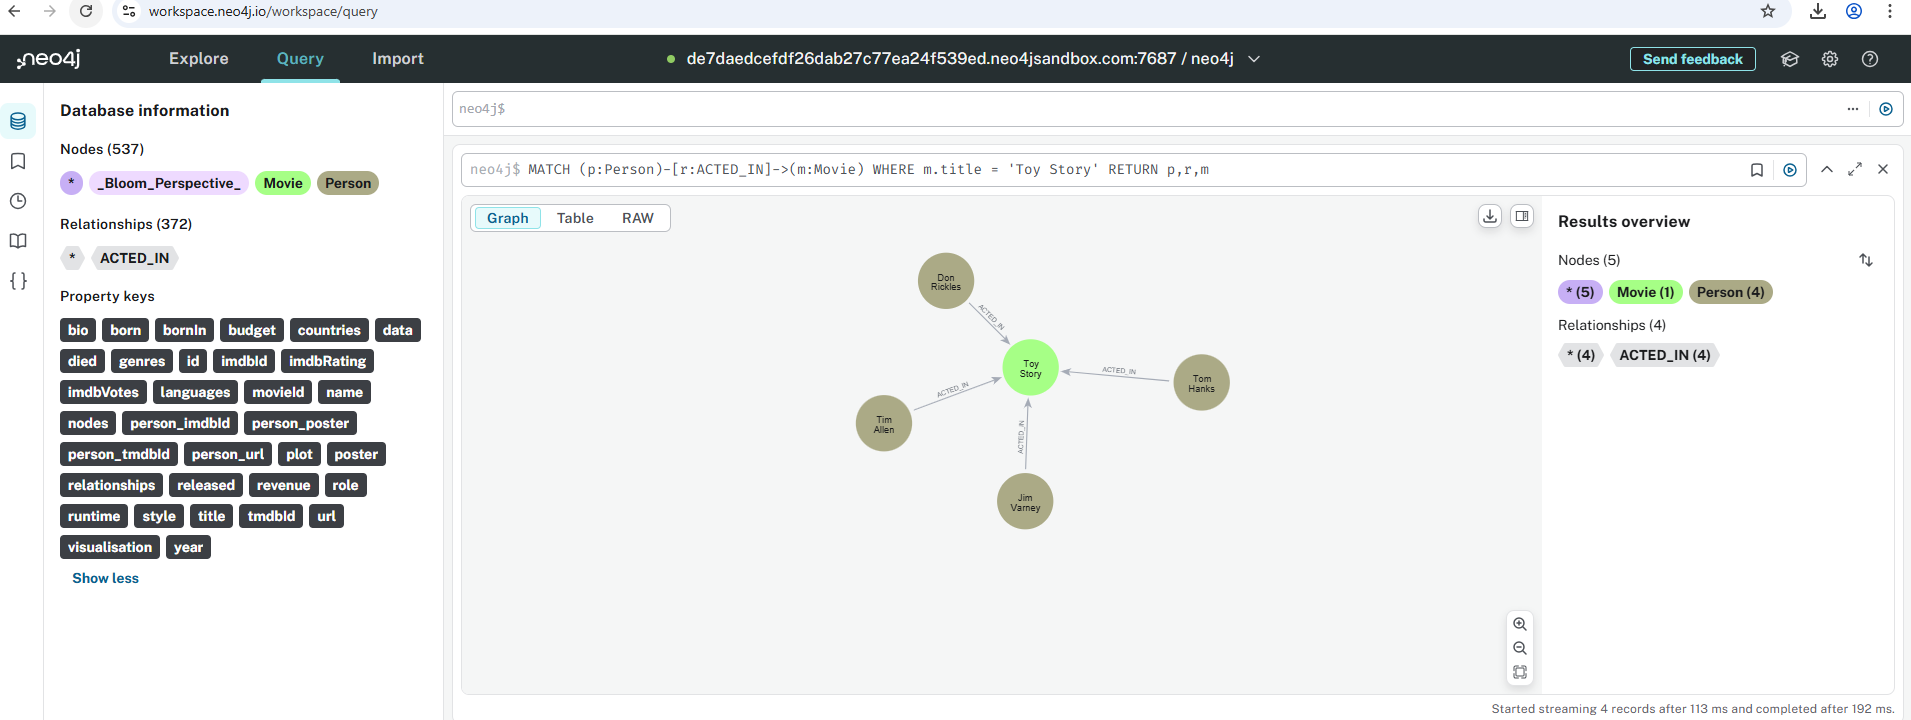 workspace.neo4j.io/workspace/query
neo4j
Explore
Query
Import
de7daedcefdf26dab27c77ea24f539ed.neo4jsandbox.com:7687 / neo4j
Send feedback
Database information
Nodes (537)
* _Bloom_Perspective_ Movie Person
Relationships (372)
* ACTED_IN
Property keys
bio born bornIn budget countries data
died genres id imdbId imdbRating
imdbVotes languages movieId name
nodes person_imdbId person_poster
person_tmdbId person_url plot poster
relationships released revenue role
runtime style title tmdbId url
visualisation year
Show less
neo4j$
neo4j$ MATCH (p:Person)-[r:ACTED_IN]->(m:Movie) WHERE m.title = 'Toy Story' RETURN p,r,m
Graph Table RAW
Don
Rickles
ACTED_IN
Toy
Story
ACTED_IN
Tom
Hanks
ACTED_IN
Tim
Allen
ACTED_IN
Jim
Varney
Results overview
Nodes (5)
* (5) Movie (1) Person (4)
Relationships (4)
* (4) ACTED_IN (4)
Started streaming 4 records after 113 ms and completed after 192 ms.